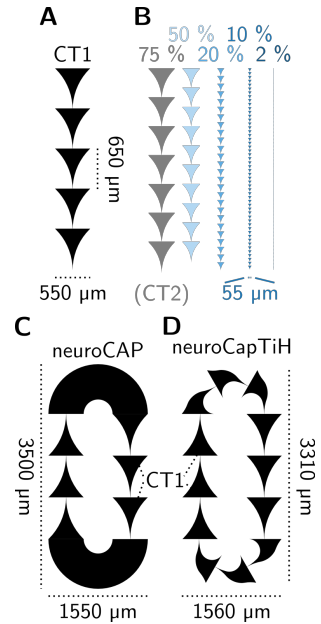 A
B
CT1
50 % 10 %
75 % 20 % 2 %
650 μm
550 μm
(CT2)
55 μm
C
neuroCAP
D
neuroCapTiH
3500 μm
CT1
3310 μm
1550 μm
1560 μm